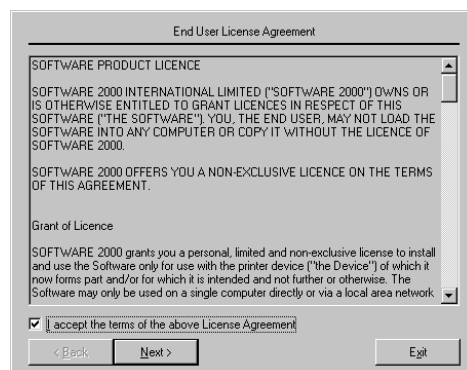 End User License Agreement
SOFTWARE PRODUCT LICENCE
SOFTWARE 2000 INTERNATIONAL LIMITED ("SOFTWARE 2000") OWNS OR
IS OTHERWISE ENTITLED TO GRANT LICENCES IN RESPECT OF THIS
SOFTWARE ("THE SOFTWARE"). YOU, THE END USER, MAY NOT LOAD THE
SOFTWARE INTO ANY COMPUTER OR COPY IT WITHOUT THE LICENCE OF
SOFTWARE 2000.
SOFTWARE 2000 OFFERS YOU A NON-EXCLUSIVE LICENCE ON THE TERMS
OF THIS AGREEMENT.
Grant of Licence
SOFTWARE 2000 grants you a personal, limited and non-exclusive license to install
and use the Software only for use with the printer device ("the Device") of which it
now forms part and/or for which it is intended and not further or otherwise. The
Software may only be used on a single computer directly or via a local area network
I accept the terms of the above License Agreement
< Back
Next >
Exit